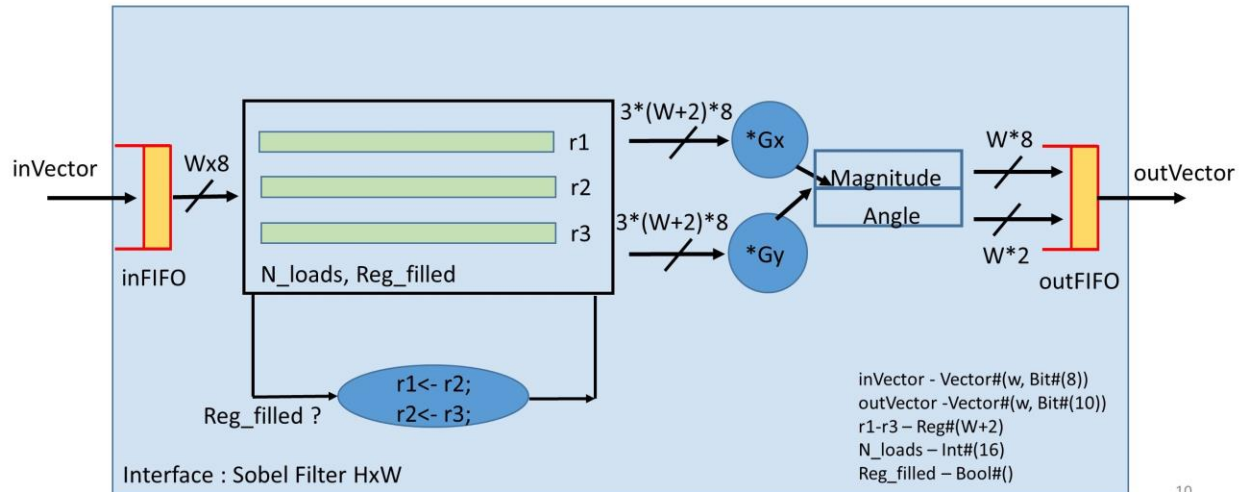 inVector
inFIFO
Wx8
r1
r2
r3
N_loads, Reg_filled
Reg_filled ?
r1<- r2;
r2<- r3;
3*(W+2)*8
*Gx
3*(W+2)*8
*Gy
Magnitude
Angle
W*8
W*2
outFIFO
outVector
inVector - Vector#(w, Bit#(8))
outVector -Vector#(w, Bit#(10))
r1-r3 – Reg#(W+2)
N_loads – Int#(16)
Reg_filled – Bool#()
Interface : Sobel Filter HxW
10